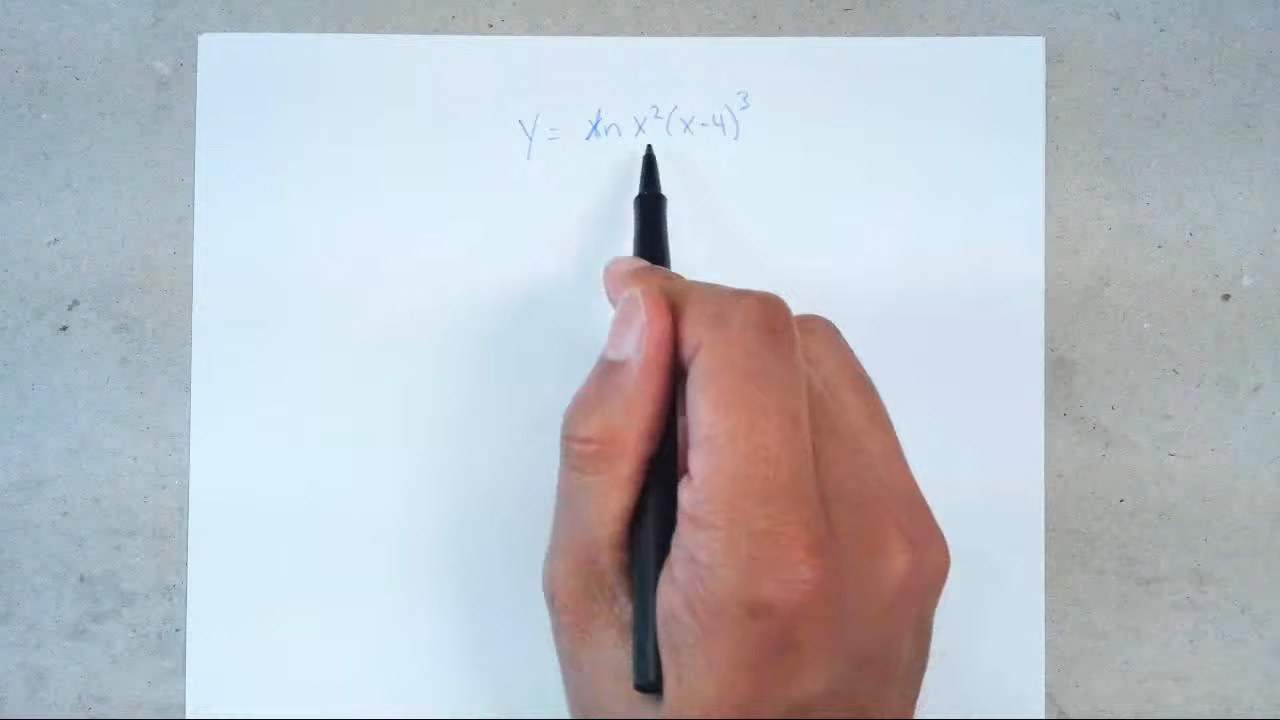 y = ln x²(x-4)³